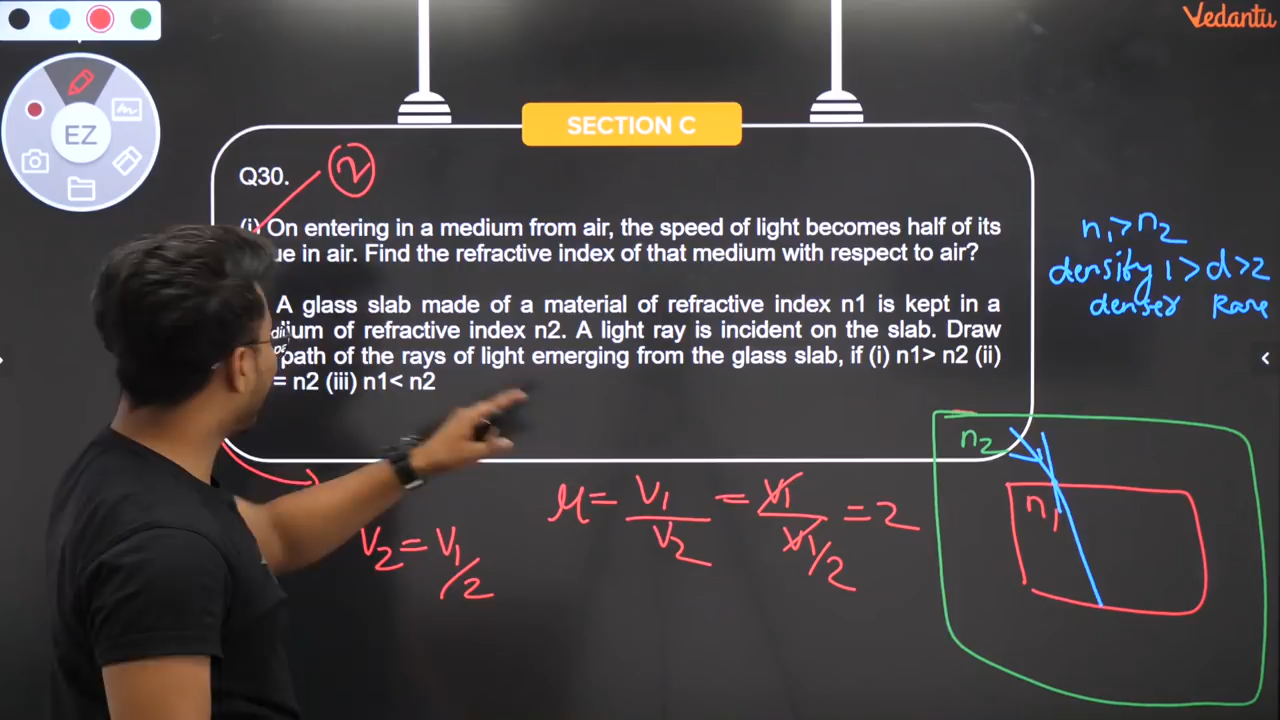 Vedantu
EZ
SECTION C
Q30.
2
(i) On entering in a medium from air, the speed of light becomes half of its
ue in air. Find the refractive index of that medium with respect to air?
A glass slab made of a material of refractive index n1 is kept in a
ium of refractive index n2. A light ray is incident on the slab. Draw
path of the rays of light emerging from the glass slab, if (i) n1> n2 (ii)
= n2 (iii) n1< n2
n1>n2
density 1 > d>2
denser Rare
n2
n1
μ = V1/V2 = V1/V1/2 = 2
V2 = V1/2